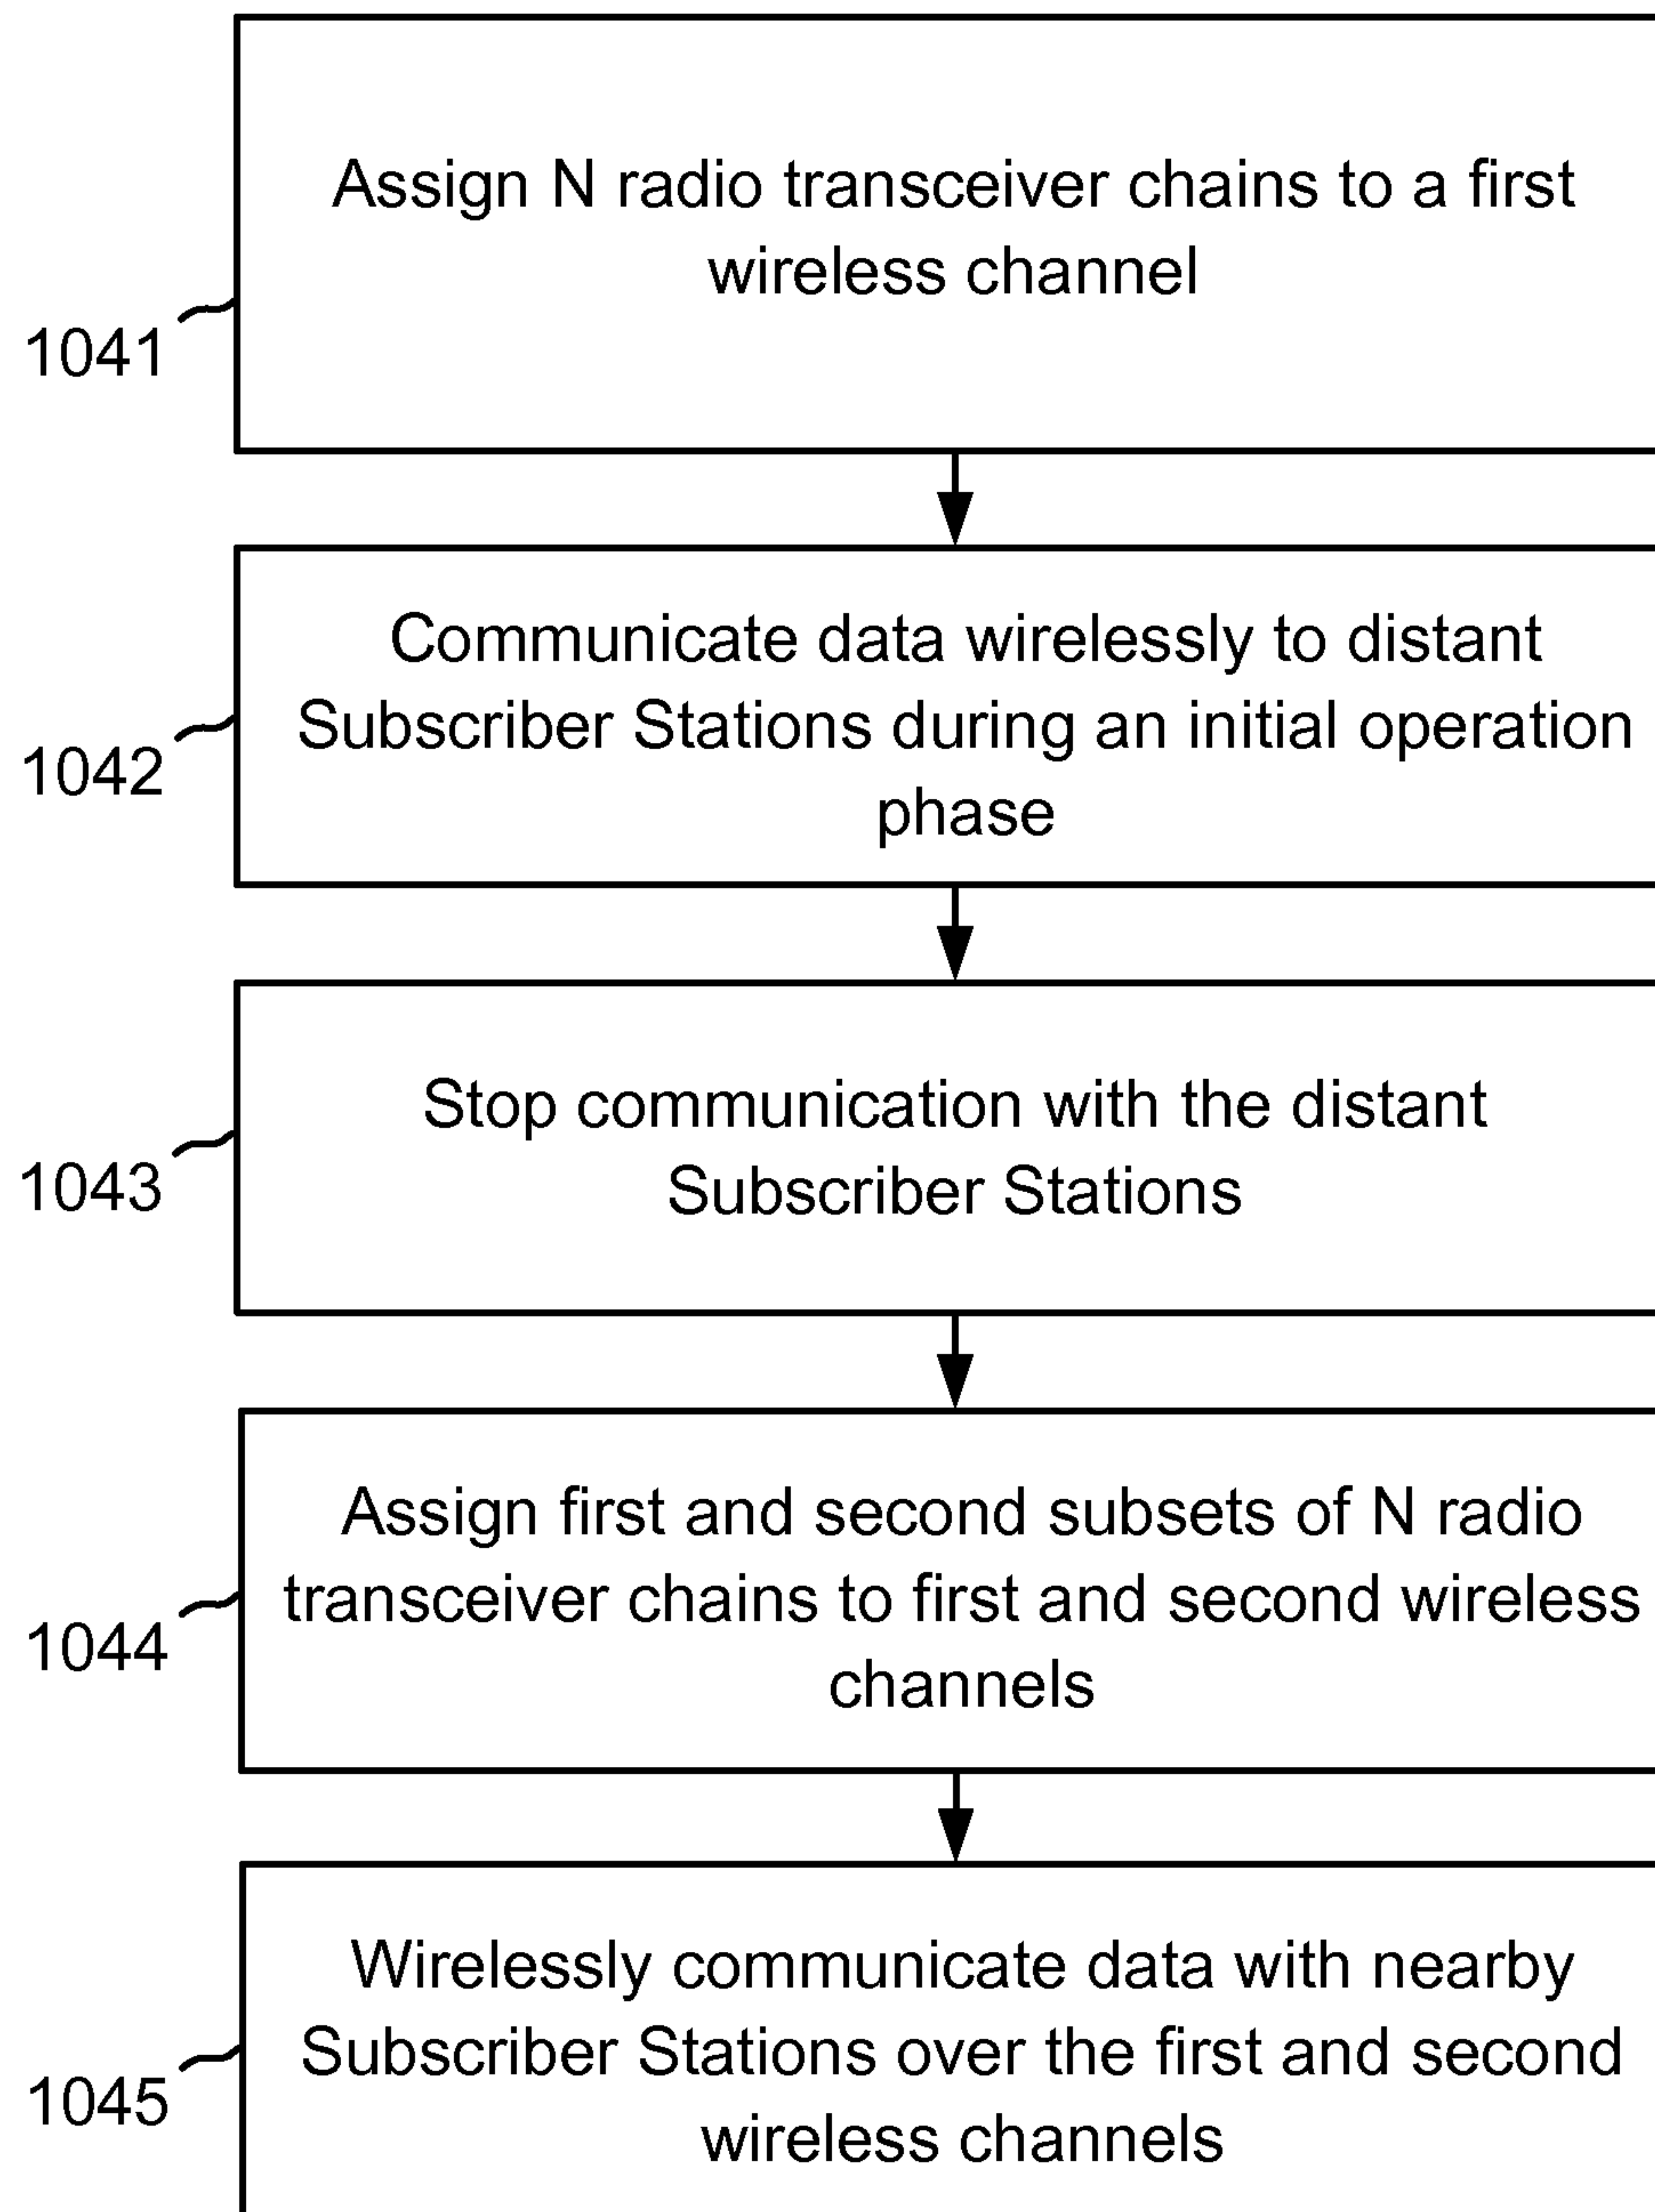 Assign N radio transceiver chains to a first
wireless channel
1041
Communicate data wirelessly to distant
Subscriber Stations during an initial operation
phase
1042
Stop communication with the distant
Subscriber Stations
1043
Assign first and second subsets of N radio
transceiver chains to first and second wireless
channels
1044
Wirelessly communicate data with nearby
Subscriber Stations over the first and second
wireless channels
1045